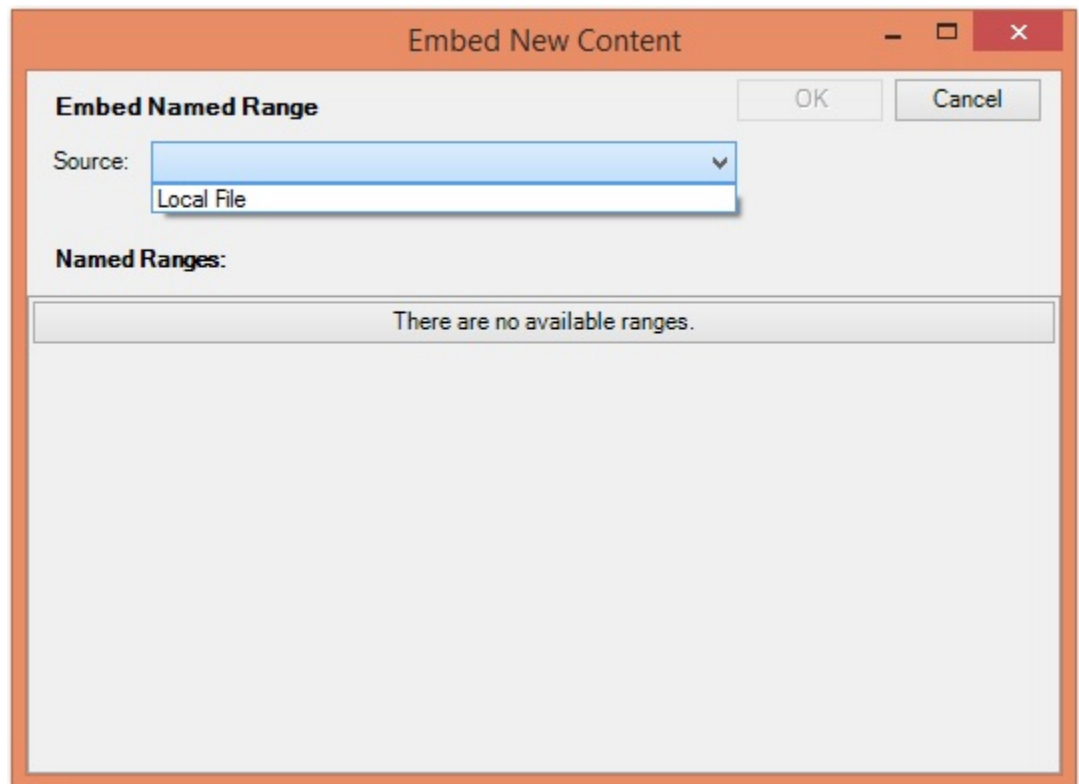 Embed New Content
Embed Named Range
OK
Cancel
Source:
Local File
Named Ranges:
There are no available ranges.